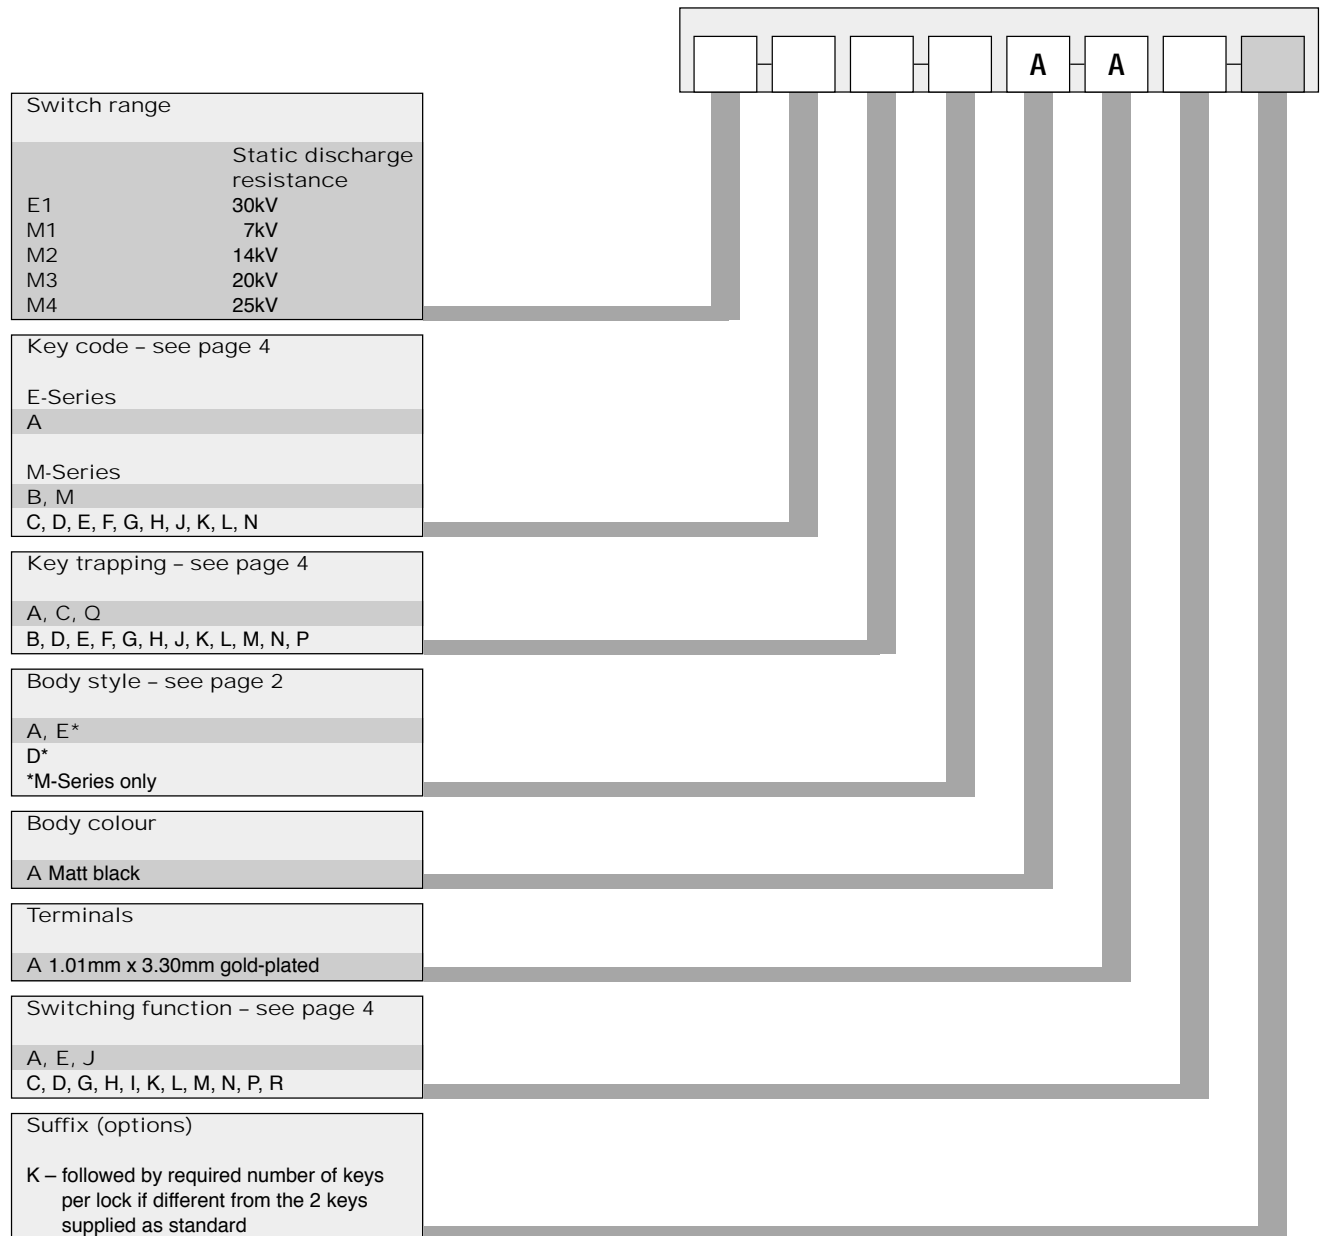 A A
Switch range
Static discharge
resistance
E1 30kV
M1 7kV
M2 14kV
M3 20kV
M4 25kV
Key code – see page 4
E-Series
A
M-Series
B, M
C, D, E, F, G, H, J, K, L, N
Key trapping – see page 4
A, C, Q
B, D, E, F, G, H, J, K, L, M, N, P
Body style – see page 2
A, E*
D*
*M-Series only
Body colour
A Matt black
Terminals
A 1.01mm x 3.30mm gold-plated
Switching function – see page 4
A, E, J
C, D, G, H, I, K, L, M, N, P, R
Suffix (options)
K – followed by required number of keys
per lock if different from the 2 keys
supplied as standard